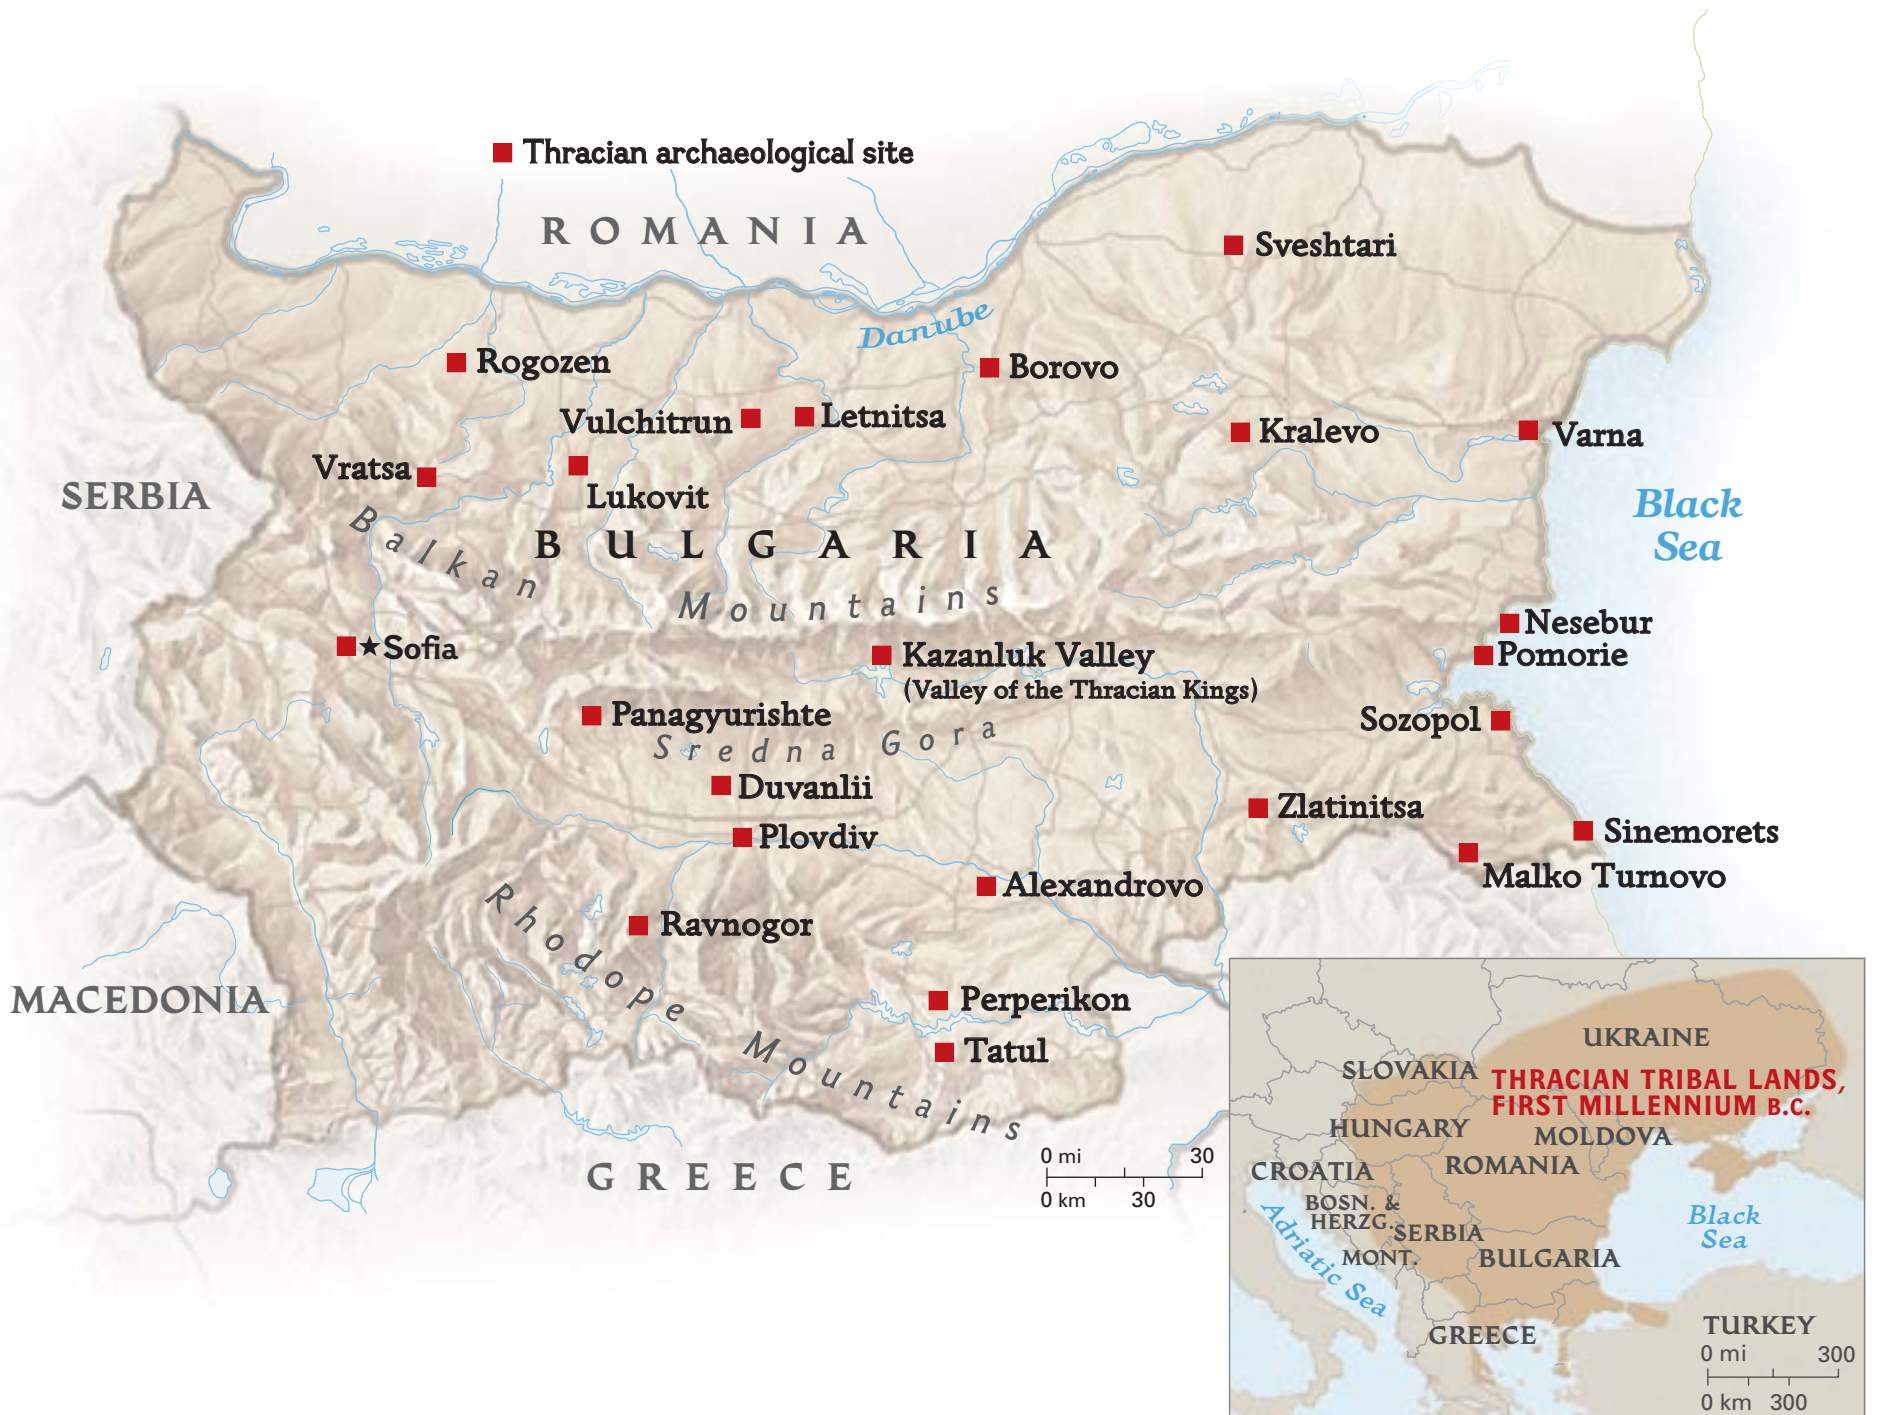 Thracian archaeological site
ROMANIA
Sveshtari
Danube
Rogozen
Borovo
Vulchitrun
Letnitsa
Kralevo
Varna
Vratsa
Lukovit
SERBIA
Black
Sea
BULGARIA
Balkan Mountains
Nesebur
Sofia
Kazanluk Valley
(Valley of the Thracian Kings)
Pomorie
Panagyurishte
Sozopol
Sredna Gora
Duvanlii
Zlatinitsa
Plovdiv
Sinemorets
Malko Turnovo
Alexandrovo
Ravnogor
Rhodope Mountains
MACEDONIA
Perperikon
Tatul
GREECE
0 mi 30
0 km 30
UKRAINE
SLOVAKIA
THRACIAN TRIBAL LANDS,
FIRST MILLENNIUM B.C.
HUNGARY
MOLDOVA
ROMANIA
CROATIA
BOSN. &
HERZG.
SERBIA
MONT.
BULGARIA
Black
Sea
Adriatic Sea
GREECE
TURKEY
0 mi 300
0 km 300